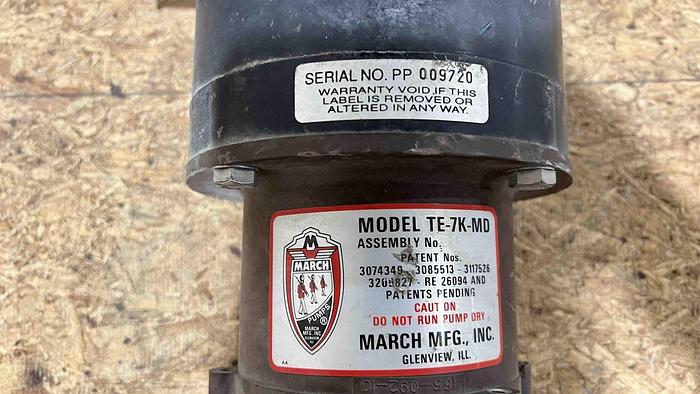 SERIAL NO. PP 009720
WARRANTY VOID IF THIS
LABEL IS REMOVED OR
ALTERED IN ANY WAY.
MODEL TE-7K-MD
ASSEMBLY No.
PATENT Nos.
3074349 - 3085513 - 3117526
RE 26094 AND
PATENTS PENDING
CAUTION
DO NOT RUN PUMP DRY
MARCH MFG., INC.
GLENVIEW, ILL.
M
MARCH
PUMPS
®
MARCH
MFG. INC.
GLENVIEW
ILL
M